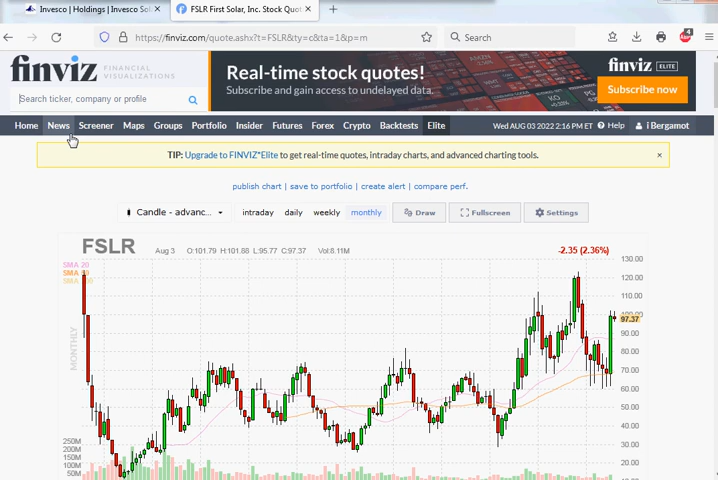 Invesco | Holdings | Invesco Sol
FSLR First Solar, Inc. Stock Quot
https://finviz.com/quote.ashx?t=FSLR&ty=c&ta=1&p=m
Search
4
finviz FINANCIAL VISUALIZATIONS
Real-time stock quotes!
Subscribe and gain access to undelayed data.
finviz ELITE
Subscribe now
Search ticker, company or profile
Home News Screener Maps Groups Portfolio Insider Futures Forex Crypto Backtests Elite Wed AUG 03 2022 2:16 PM ET Help i Bergamot
TIP: Upgrade to FINVIZ*Elite to get real-time quotes, intraday charts, and advanced charting tools. ×
publish chart | save to portfolio | create alert | compare perf.
Candle - advanc... intraday daily weekly monthly Draw Fullscreen Settings
FSLR Aug 3 O:101.79 H:101.88 L:95.77 C:97.37 Vol:8.11M -2.35 (2.36%)
SMA 20
SMA
SMA
MONTHLY
130.00
120.00
110.00
97.37
90.00
80.00
70.00
60.00
50.00
40.00
30.00
20.00
250M
200M
150M
100M
50M